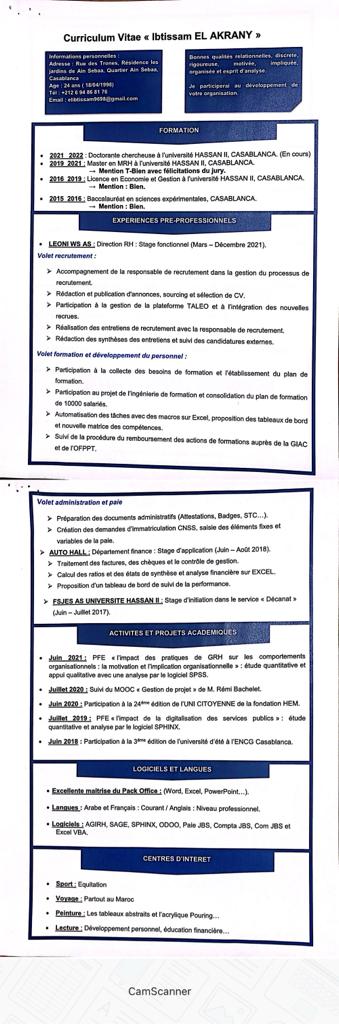 Curriculum Vitae « Ibtissam EL AKRANY »
Informations personnelles :
Adresse : Rue des Trones, Résidence les
jardins de Ain Sebaa, Quartier Ain Sebaa,
Casablanca
Age : 24 ans ( 18/04/1998)
Tél : +212 6 94 86 81 76
Email : elibtissam9698@gmail.com
Bonnes qualités relationnelles, discrète,
rigoureuse, motivée, impliquée,
organisée et esprit d'analyse.
Je participerai au développement de
votre organisation.
FORMATION
• 2021 2022 : Doctorante chercheuse à l'université HASSAN II, CASABLANCA. (En cours)
• 2019 2021 : Master en MRH à l'université HASSAN II, CASABLANCA.
→ Mention T-Bien avec félicitations du jury.
• 2016 2019 : Licence en Economie et Gestion à l'université HASSAN II, CASABLANCA.
→ Mention : Bien.
• 2015 2016 : Baccalauréat en sciences expérimentales, CASABLANCA.
→ Mention : Bien.
EXPERIENCES PRE-PROFESSIONNELS
• LEONI WS AS : Direction RH : Stage fonctionnel (Mars – Décembre 2021).
Volet recrutement :
➢ Accompagnement de la responsable de recrutement dans la gestion du processus de
recrutement.
➢ Rédaction et publication d'annonces, sourcing et sélection de CV.
➢ Participation à la gestion de la plateforme TALEO et à l'intégration des nouvelles
recrues.
➢ Réalisation des entretiens de recrutement avec la responsable de recrutement.
➢ Rédaction des synthèses des entretiens et suivi des candidatures externes.
Volet formation et développement du personnel :
➢ Participation à la collecte des besoins de formation et l'établissement du plan de
formation.
➢ Participation au projet de l'ingénierie de formation et consolidation du plan de formation
de 10000 salariés.
➢ Automatisation des tâches avec des macros sur Excel, proposition des tableaux de bord
et nouvelle matrice des compétences.
➢ Suivi de la procédure du remboursement des actions de formations auprès de la GIAC
et de l'OFPPT.
Volet administration et paie
➢ Préparation des documents administratifs (Attestations, Badges, STC…).
➢ Création des demandes d'immatriculation CNSS, saisie des éléments fixes et
variables de la paie.
➢ AUTO HALL : Département finance : Stage d'application (Juin – Août 2018).
➢ Traitement des factures, des chèques et le contrôle de gestion.
➢ Calcul des ratios et des états de synthèse et analyse financière sur EXCEL.
➢ Proposition d'un tableau de bord de suivi de la performance.
➢ FSJES AS UNIVERSITE HASSAN II : Stage d'initiation dans le service « Décanat »
(Juin – Juillet 2017).
ACTIVITES ET PROJETS ACADEMIQUES
• Juin 2021 : PFE «l'impact des pratiques de GRH sur les comportements
organisationnels : la motivation et l'implication organisationnelle » : étude quantitative et
appui qualitative avec une analyse par le logiciel SPSS.
• Juillet 2020 : Suivi du MOOC « Gestion de projet » de M. Rémi Bachelet.
• Juin 2020 : Participation à la 24ème édition de l'UNI CITOYENNE de la fondation HEM.
• Juillet 2019 : PFE « l'impact de la digitalisation des services publics » : étude
quantitative et analyse par le logiciel SPHINX.
• Juin 2018 : Participation à la 3ème édition de l'université d'été à l'ENCG Casablanca.
LOGICIELS ET LANGUES
• Excellente maitrise du Pack Office : (Word, Excel, PowerPoint…).
• Langues : Arabe et Français : Courant / Anglais : Niveau professionnel.
• Logiciels : AGIRH, SAGE, SPHINX, ODOO, Paie JBS, Compta JBS, Com JBS et
Excel VBA.
CENTRES D'INTERET
• Sport : Equitation
• Voyage : Partout au Maroc
• Peinture : Les tableaux abstraits et l'acrylique Pouring…
• Lecture : Développement personnel, éducation financière…
CamScanner